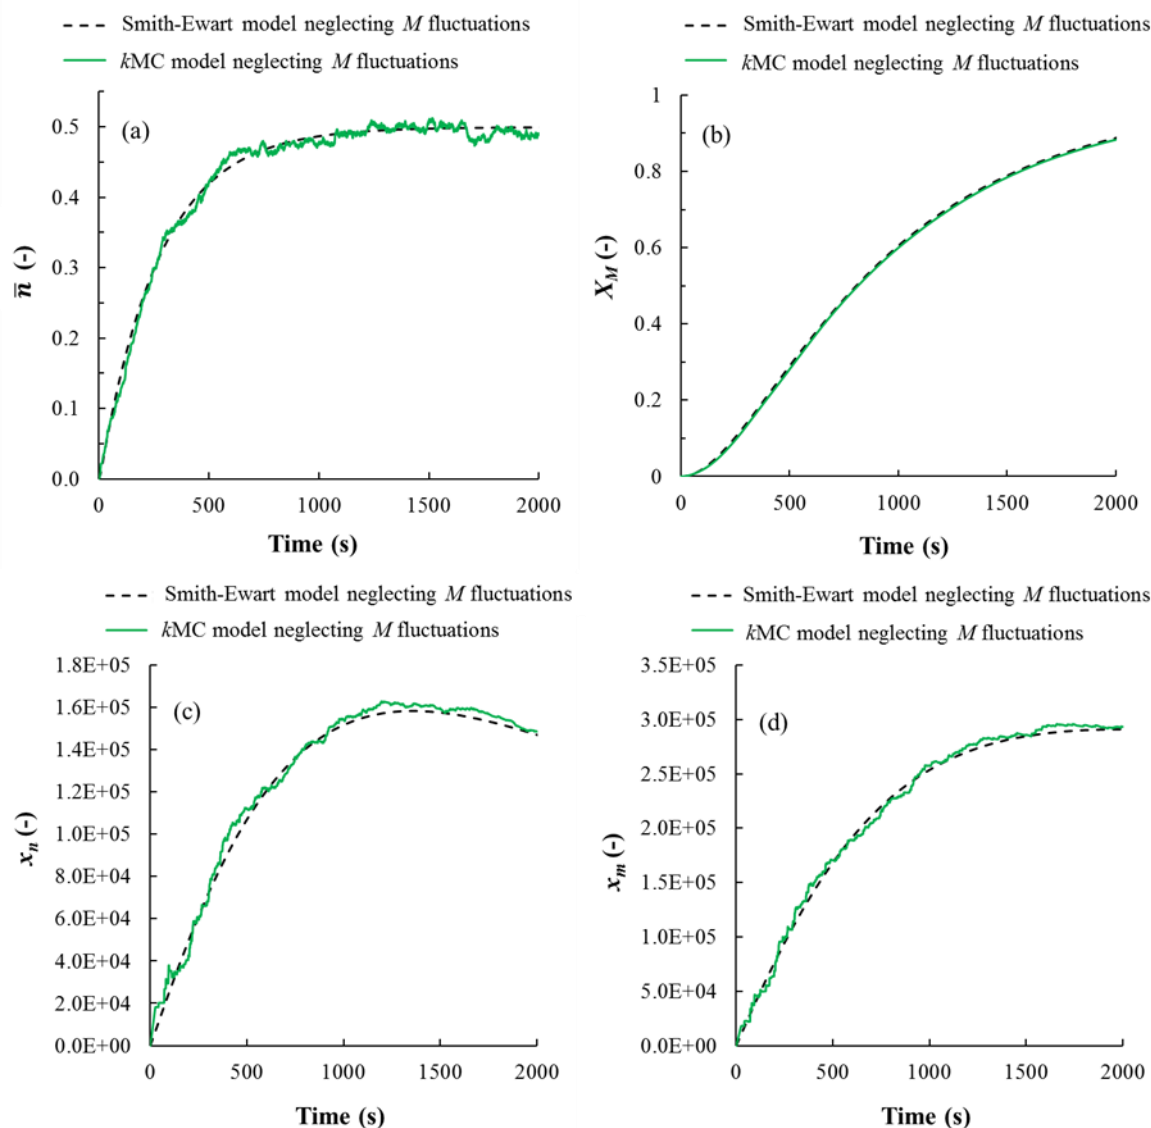 Smith-Ewart model neglecting M fluctuations
kMC model neglecting M fluctuations
(a)
0.5
0.4
0.3
0.2
0.1
0.0
n̅ (-)
0 500 1000 1500 2000
Time (s)
Smith-Ewart model neglecting M fluctuations
kMC model neglecting M fluctuations
(b)
1
0.8
0.6
0.4
0.2
0
X_M (-)
0 500 1000 1500 2000
Time (s)
Smith-Ewart model neglecting M fluctuations
kMC model neglecting M fluctuations
(c)
1.8E+05
1.6E+05
1.4E+05
1.2E+05
1.0E+05
8.0E+04
6.0E+04
4.0E+04
2.0E+04
0.0E+00
x_n (-)
0 500 1000 1500 2000
Time (s)
Smith-Ewart model neglecting M fluctuations
kMC model neglecting M fluctuations
(d)
3.5E+05
3.0E+05
2.5E+05
2.0E+05
1.5E+05
1.0E+05
5.0E+04
0.0E+00
x_m (-)
0 500 1000 1500 2000
Time (s)